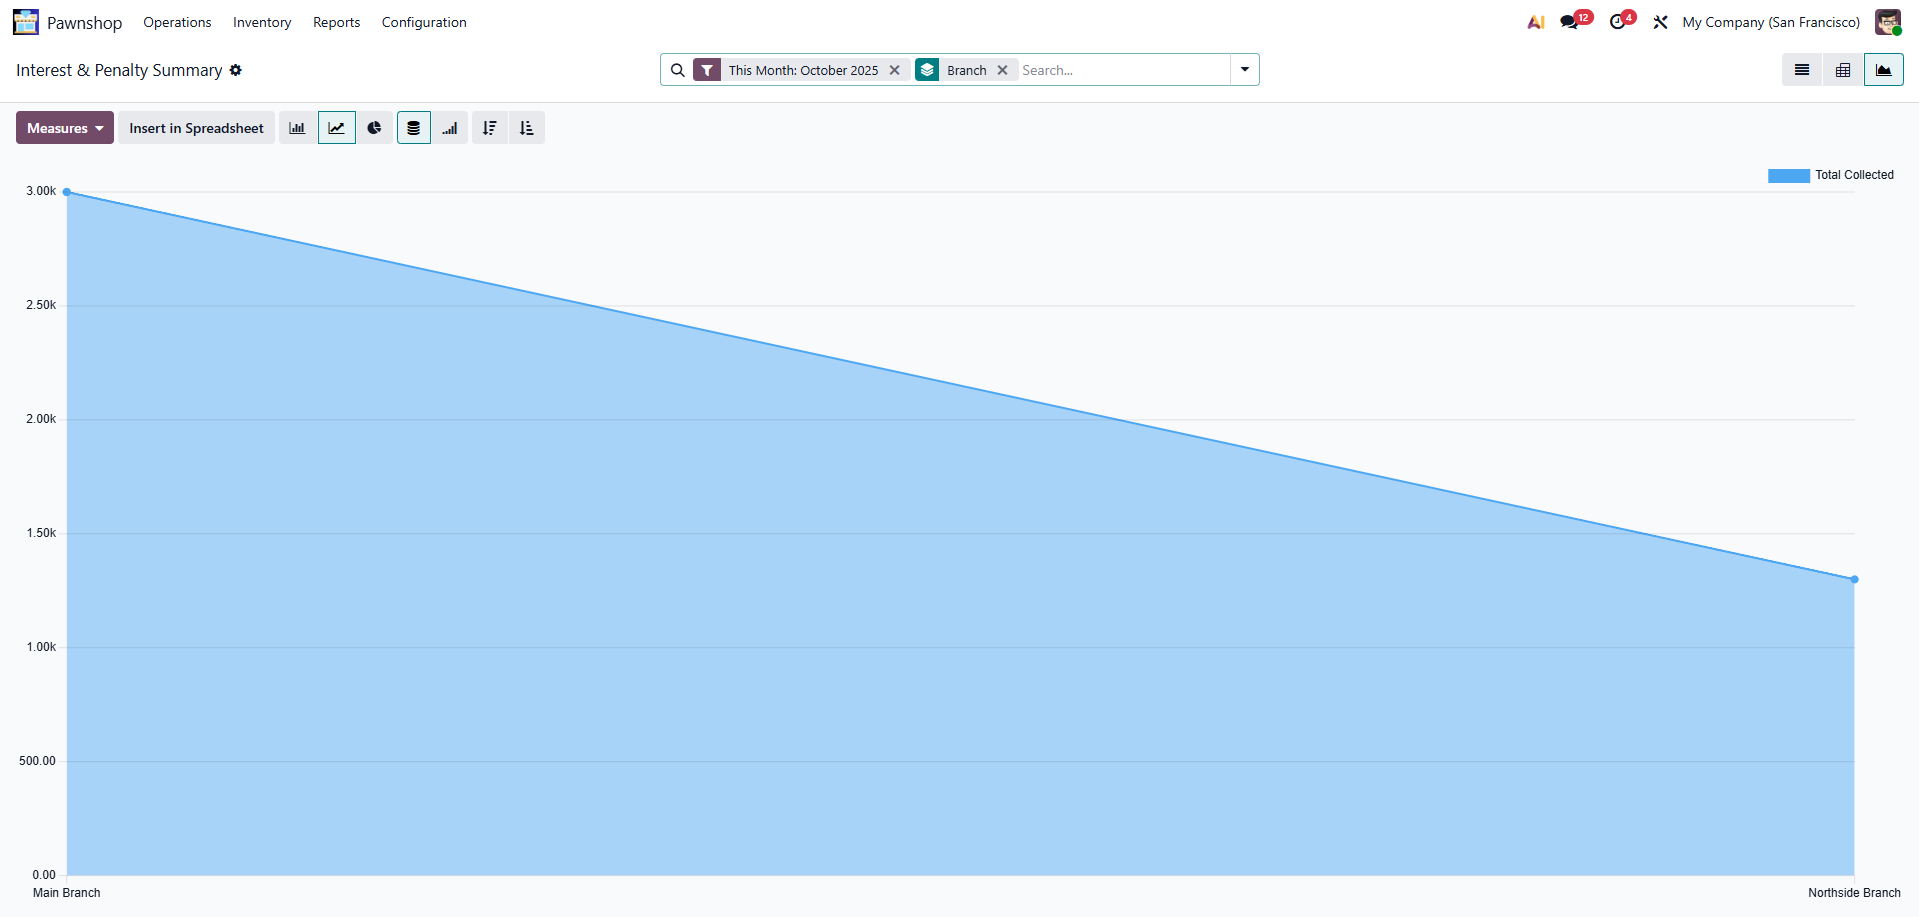 Pawnshop Operations Inventory Reports Configuration AI 12 4 My Company (San Francisco)
Interest & Penalty Summary This Month: October 2025 Branch Search...
Measures Insert in Spreadsheet
Total Collected
3.00k
2.50k
2.00k
1.50k
1.00k
500.00
0.00
Main Branch Northside Branch